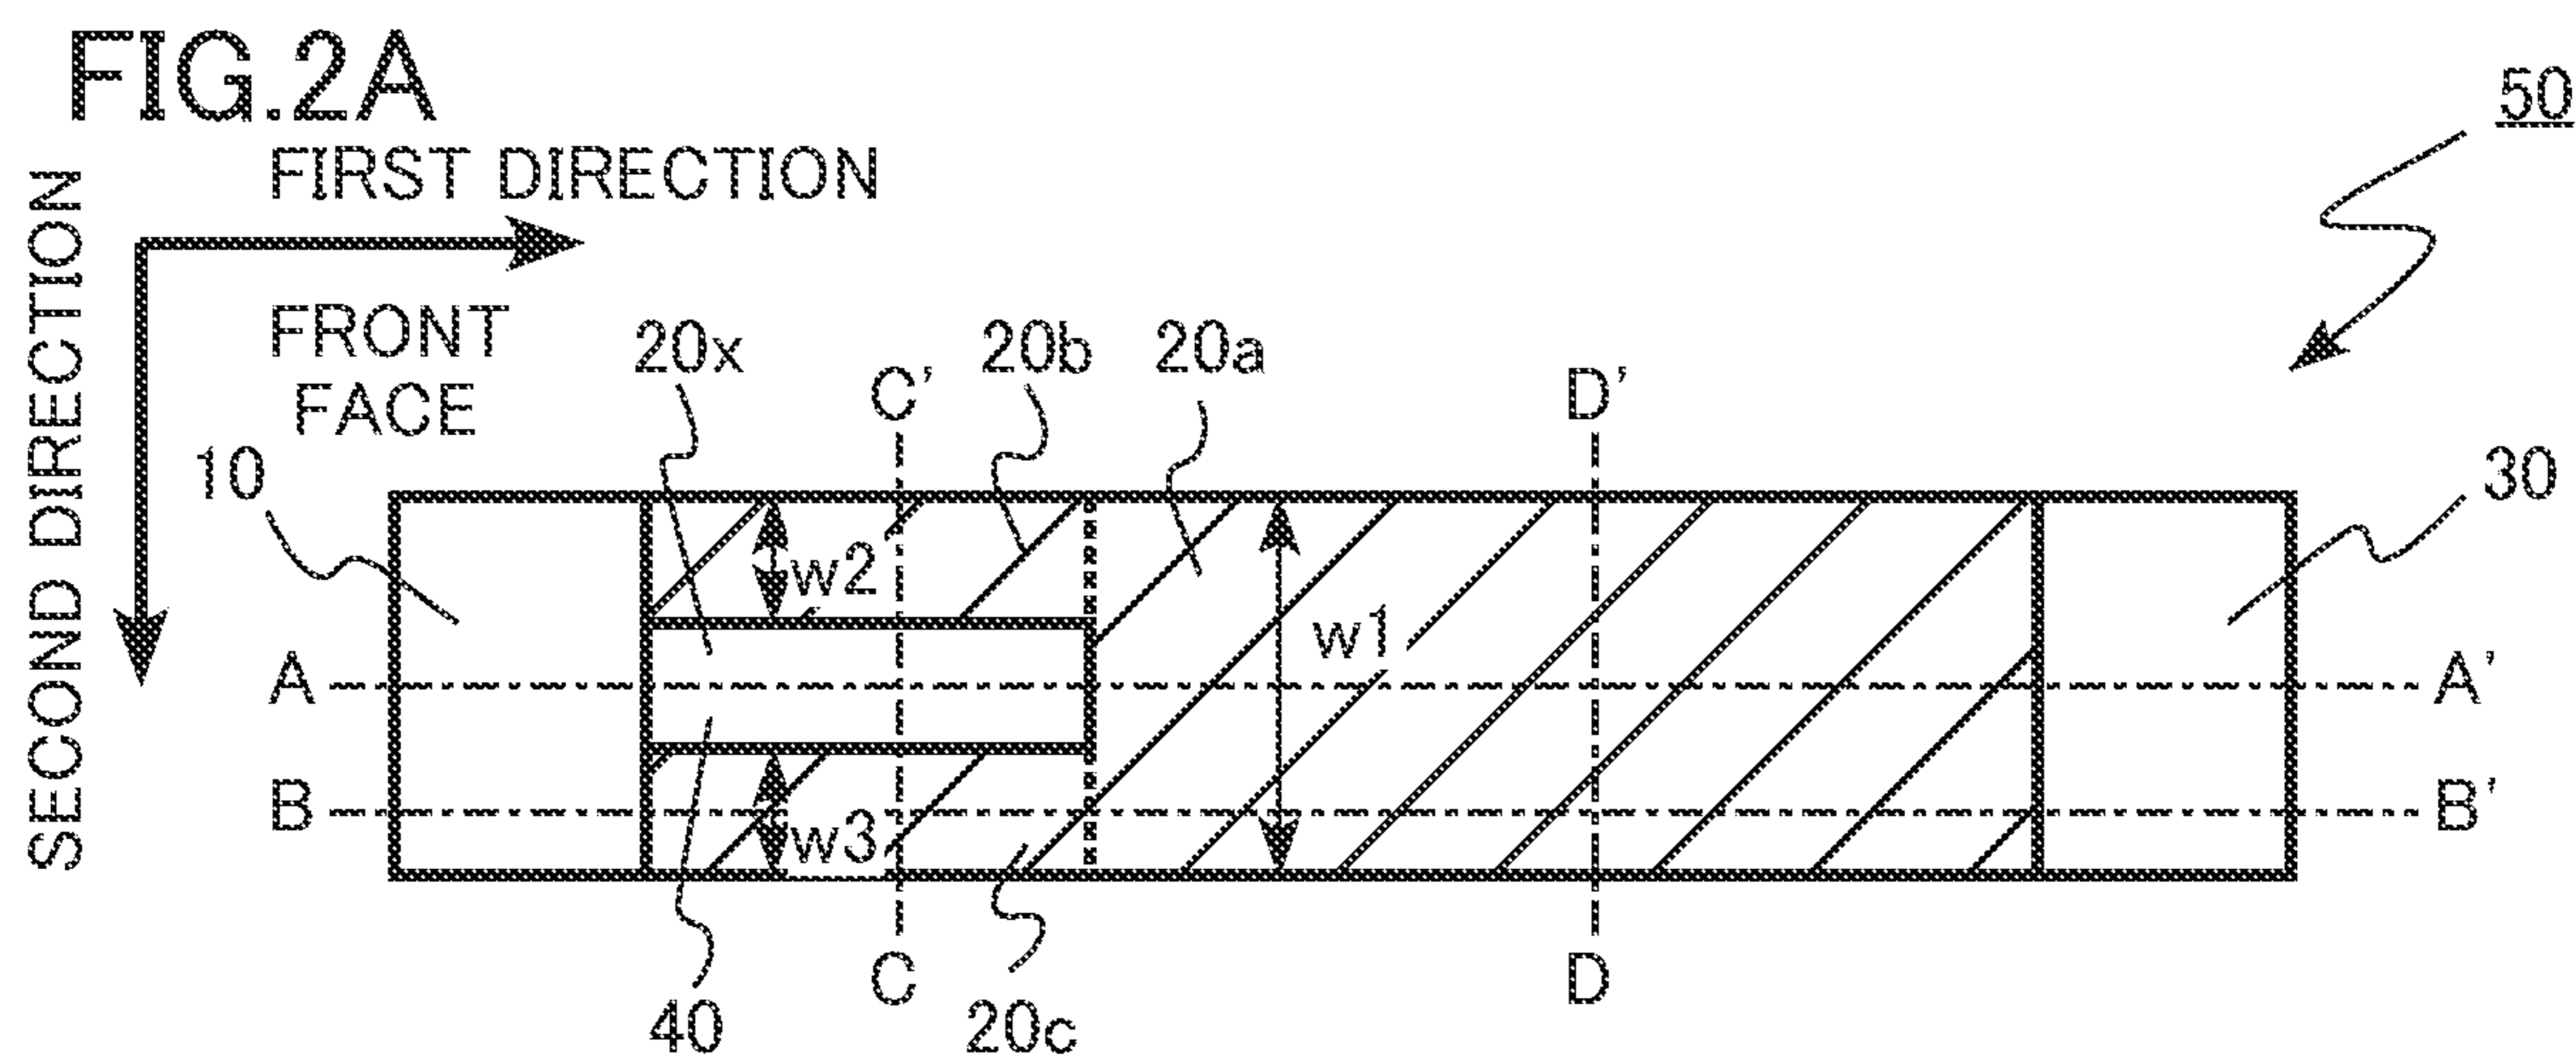 FIG.2A
50
FIRST DIRECTION
SECOND DIRECTION
FRONT
FACE
20x
20b
20a
C'
D'
10
30
w2
w1
A
A'
B
B'
w3
C
D
40
20c